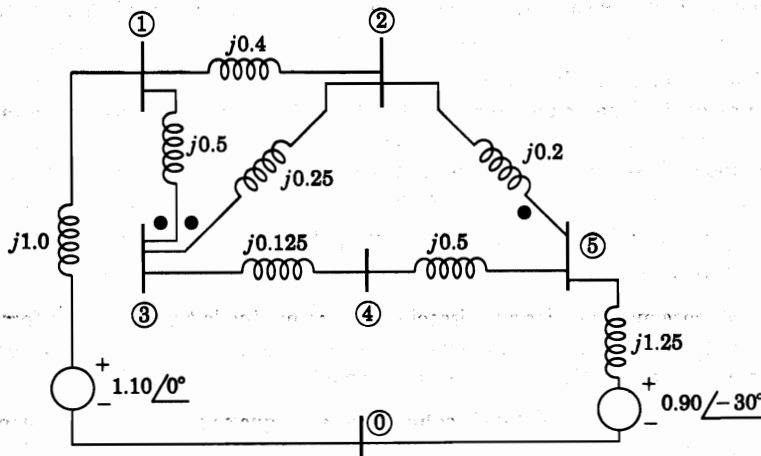 ① ②
j0.4
j0.5 j0.25 j0.2
j1.0 j0.125 j0.5 ⑤
③ ④
j1.25
+ 1.10/0° − + 0.90/−30° −
⓪